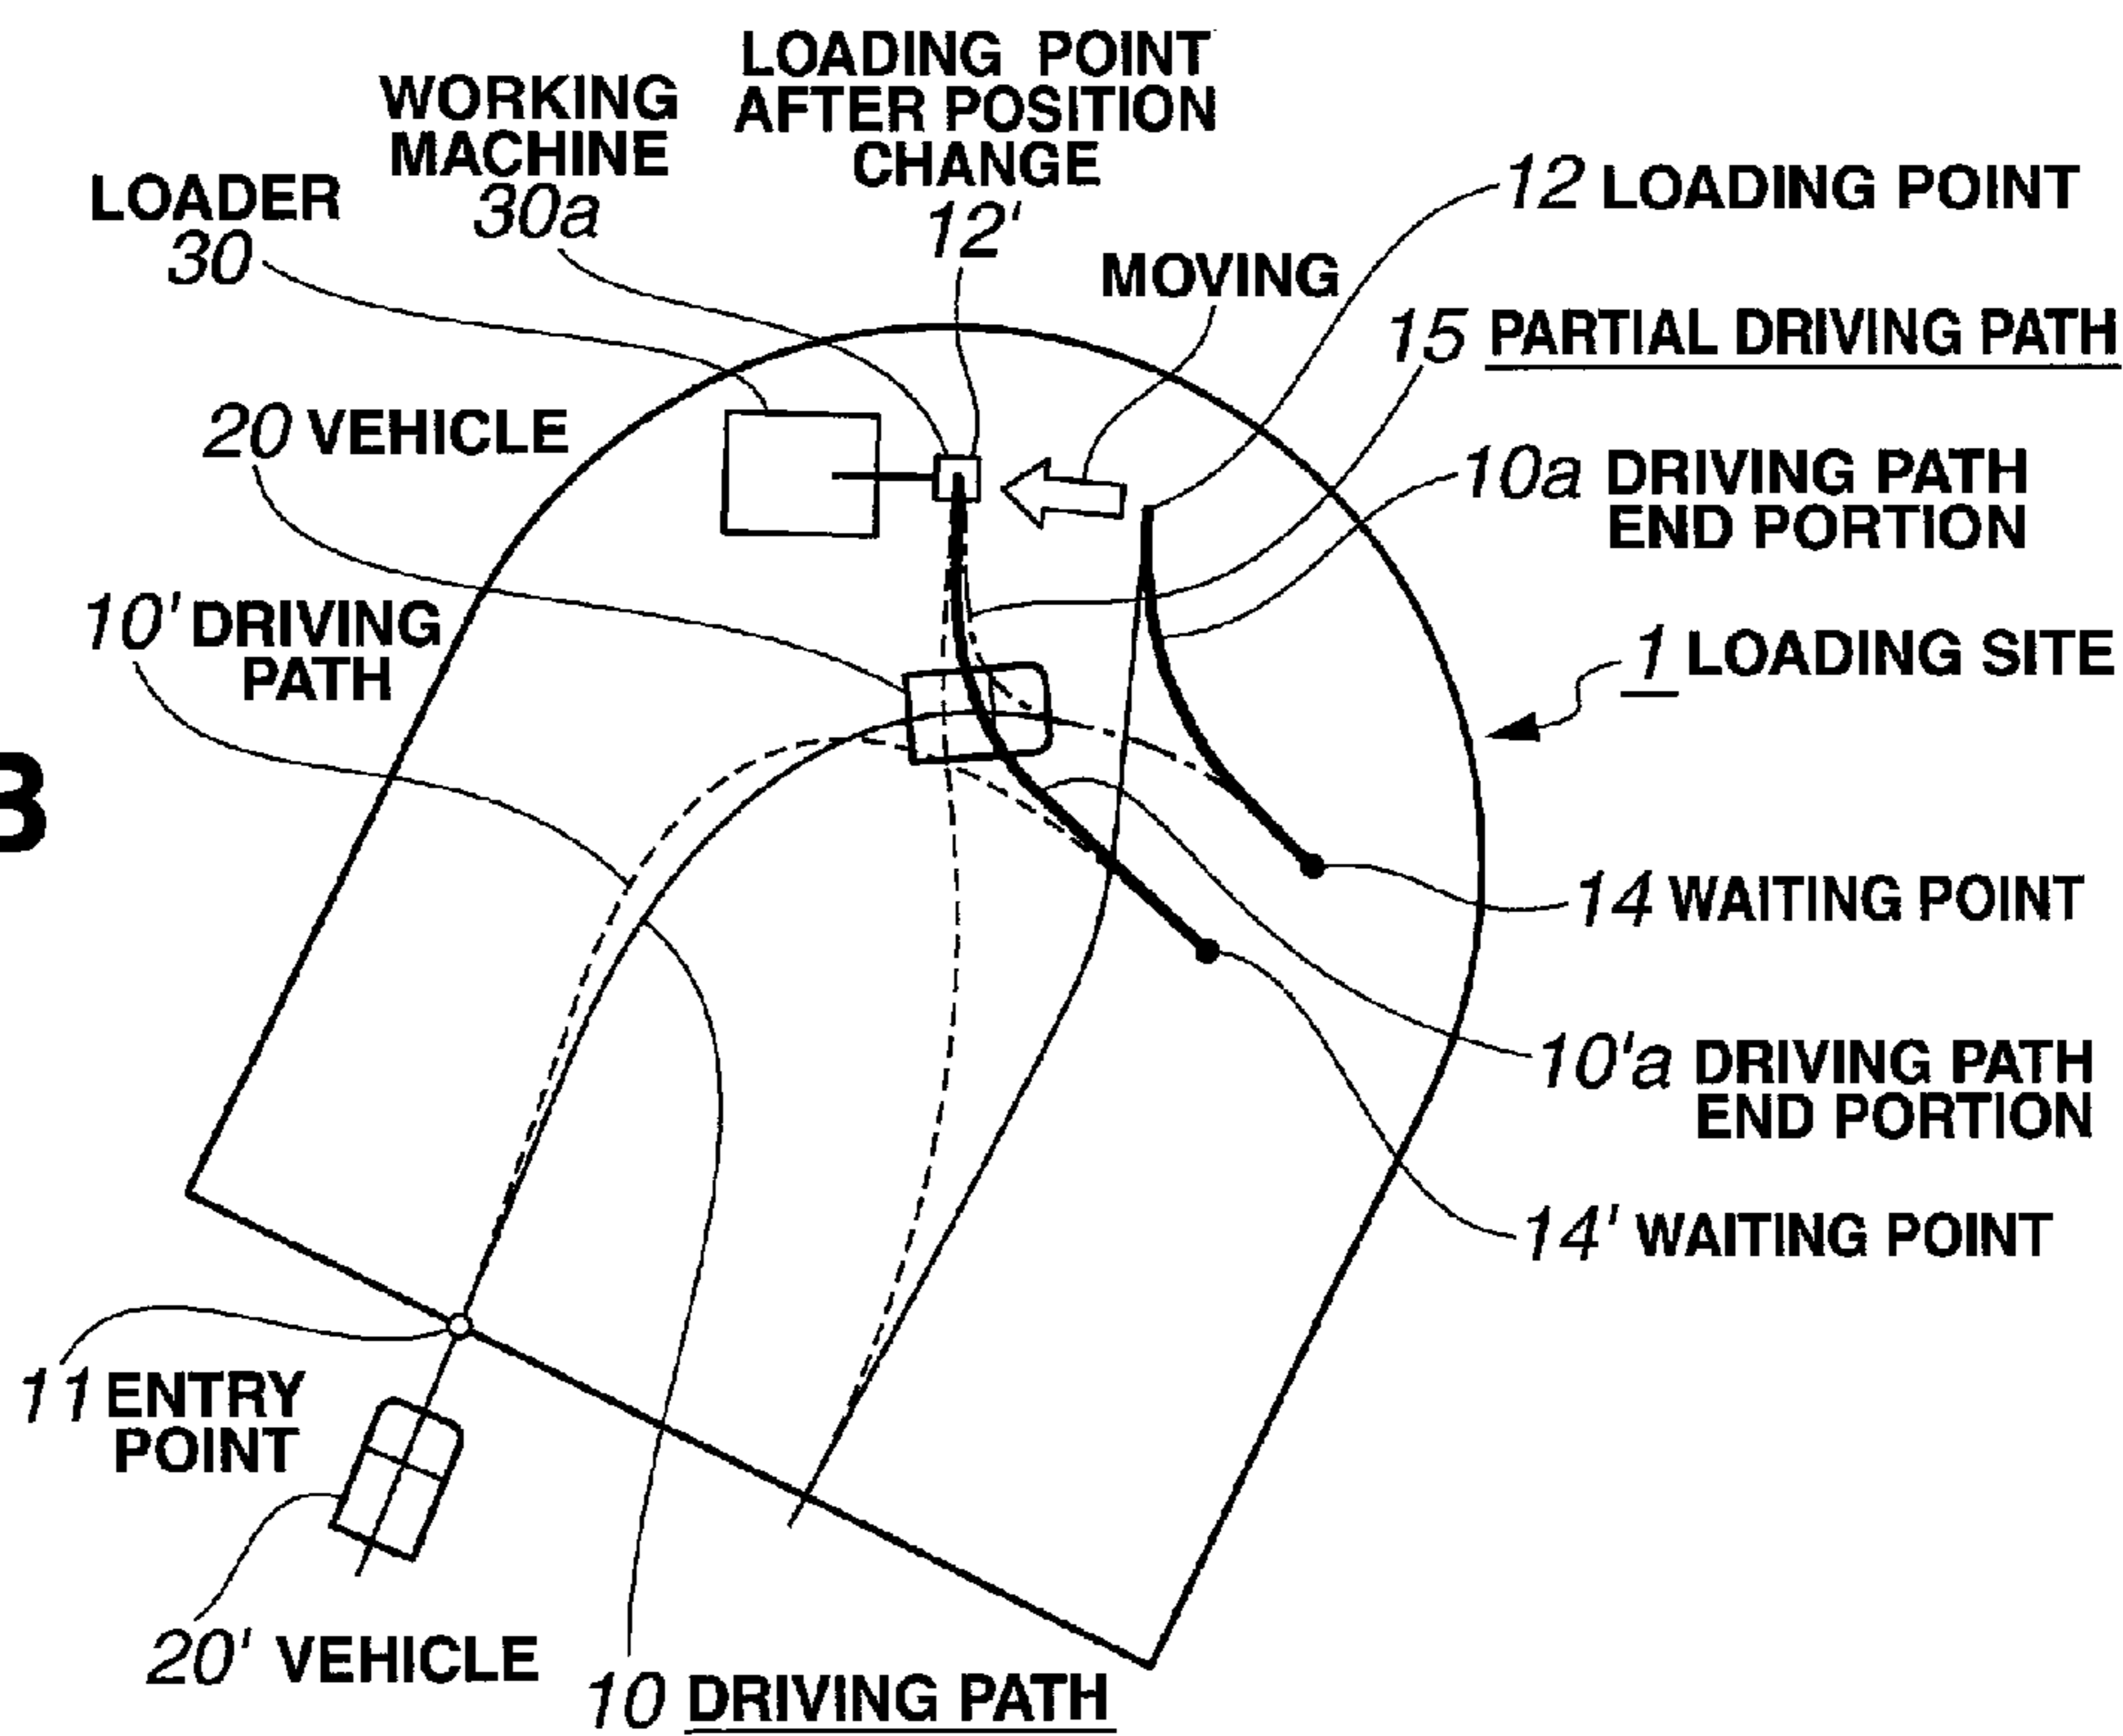 LOADING POINT
AFTER POSITION
CHANGE
12'
WORKING
MACHINE
30a
LOADER
30
MOVING
12 LOADING POINT
15 PARTIAL DRIVING PATH
20 VEHICLE
10a DRIVING PATH
END PORTION
10' DRIVING
PATH
1 LOADING SITE
B
14 WAITING POINT
10'a DRIVING PATH
END PORTION
14' WAITING POINT
11 ENTRY
POINT
20' VEHICLE
10 DRIVING PATH